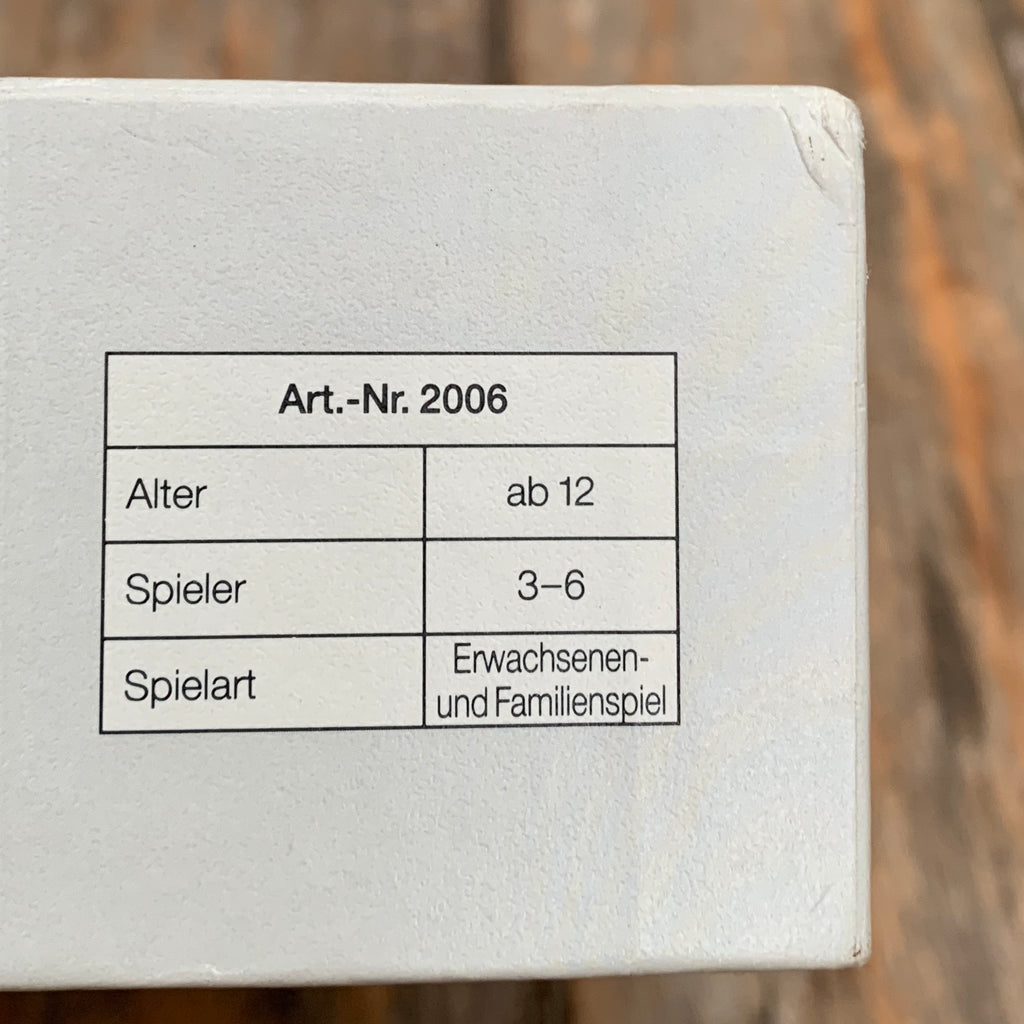 Art.-Nr. 2006
Alter ab 12
Spieler 3–6
Spielart Erwachsenen-
und Familienspiel